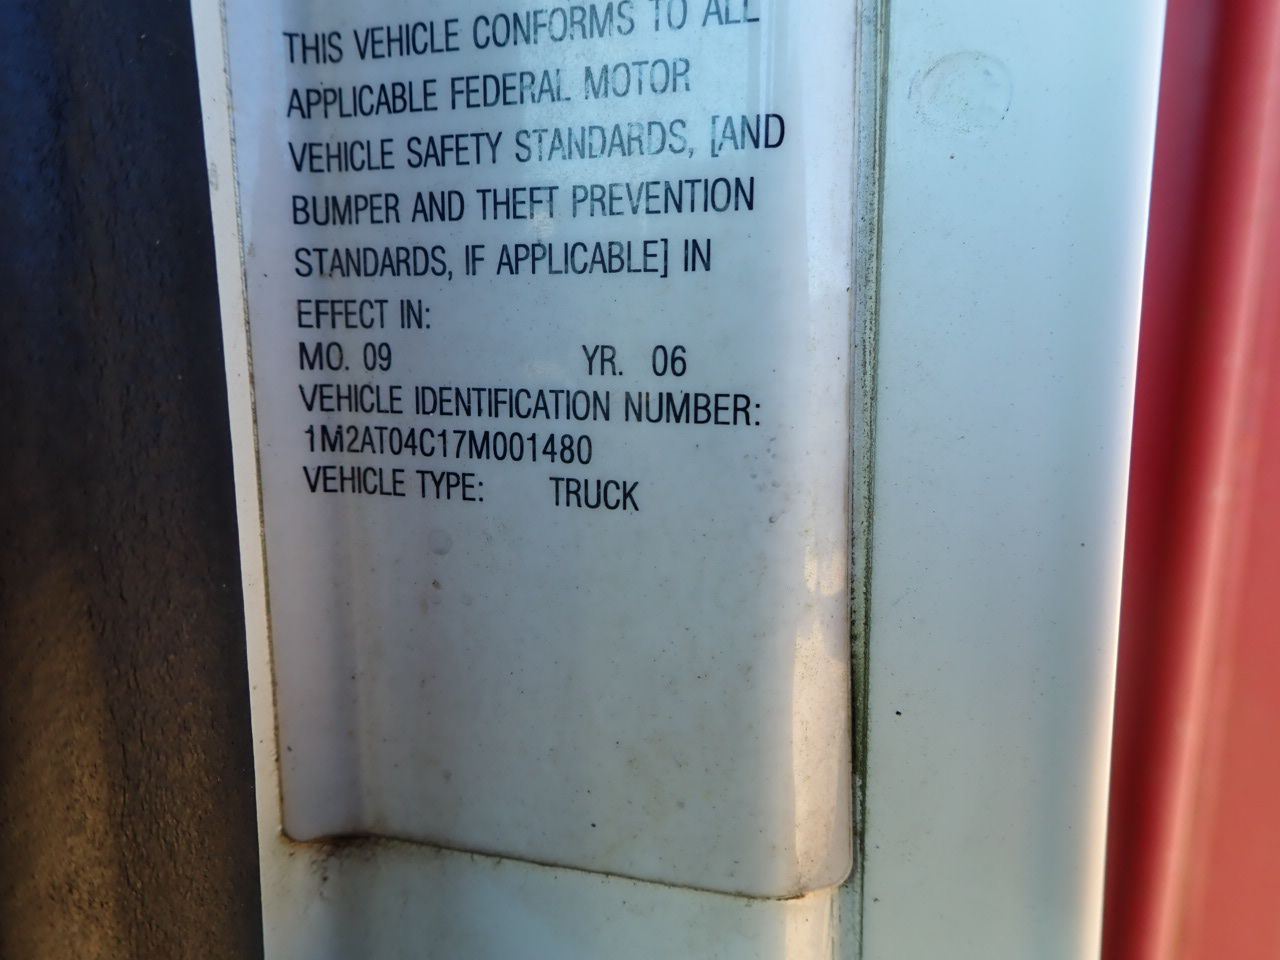 THIS VEHICLE CONFORMS TO ALL
APPLICABLE FEDERAL MOTOR
VEHICLE SAFETY STANDARDS, [AND
BUMPER AND THEFT PREVENTION
STANDARDS, IF APPLICABLE] IN
EFFECT IN:
MO. 09 YR. 06
VEHICLE IDENTIFICATION NUMBER:
1M2AT04C17M001480
VEHICLE TYPE: TRUCK